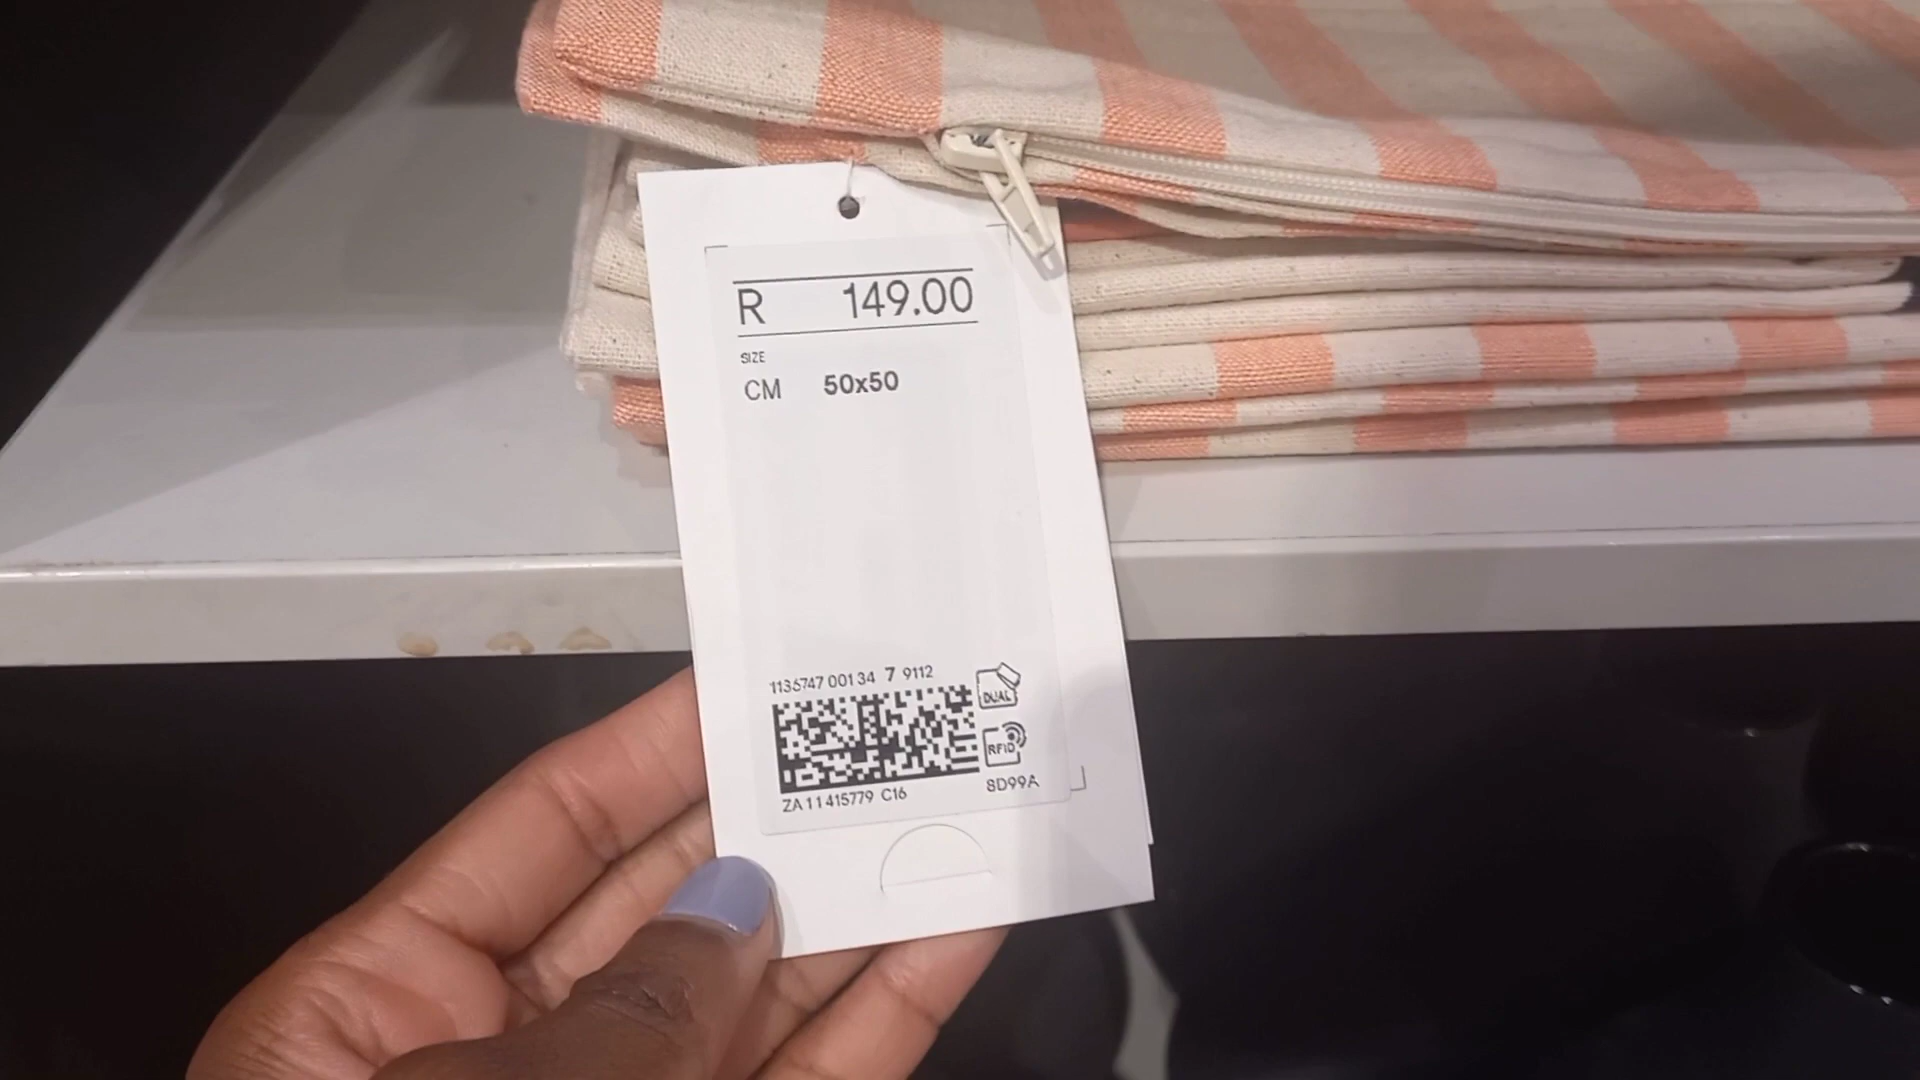 R 149.00
SIZE
CM 50x50
1136747 001 34 7 9112
DUAL
RFID
8D99A
ZA 11 415779 C16